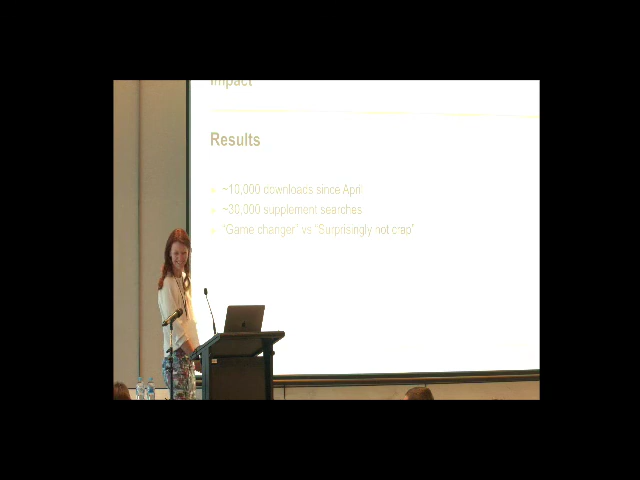 Impact
Results
~10,000 downloads since April
~30,000 supplement searches
"Game changer" vs "Surprisingly not crap"